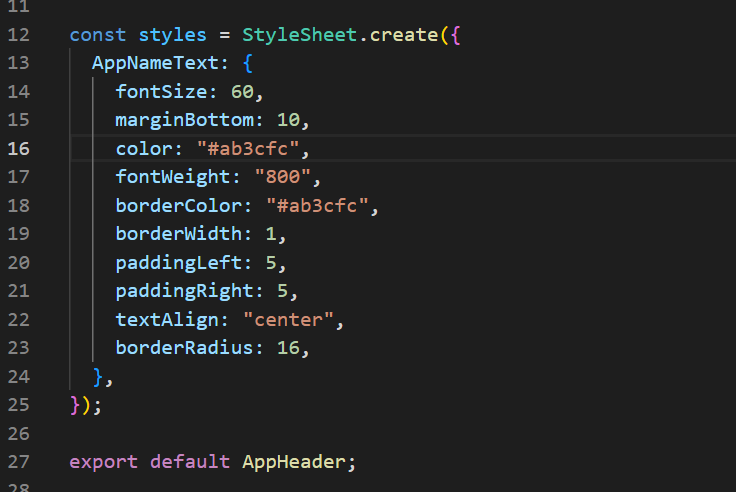 11
12 const styles = StyleSheet.create({
13 AppNameText: {
14 fontSize: 60,
15 marginBottom: 10,
16 color: "#ab3cfc",
17 fontWeight: "800",
18 borderColor: "#ab3cfc",
19 borderWidth: 1,
20 paddingLeft: 5,
21 paddingRight: 5,
22 textAlign: "center",
23 borderRadius: 16,
24 },
25 });
26
27 export default AppHeader;
28